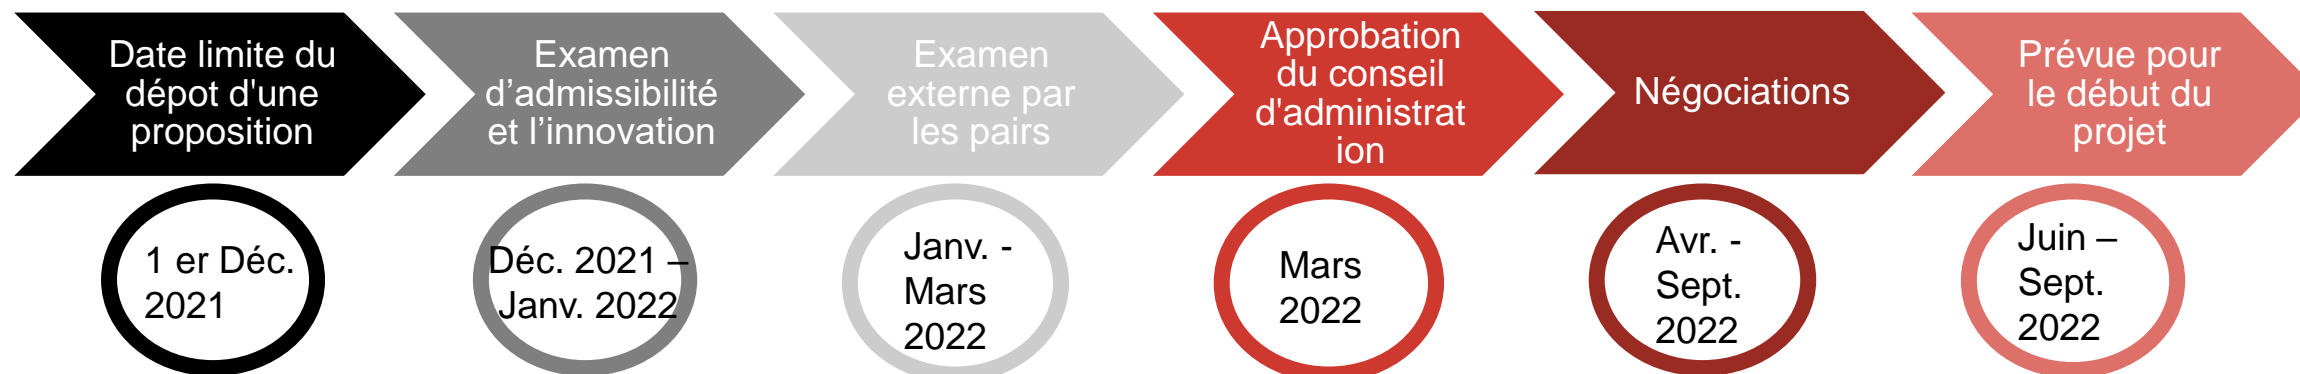 Date limite du
dépot d'une
proposition
Examen
d’admissibilité
et l’innovation
Examen
externe par
les pairs
Approbation
du conseil
d'administrat
ion
Négociations
Prévue pour
le début du
projet
1 er Déc.
2021
Déc. 2021 –
Janv. 2022
Janv. -
Mars
2022
Mars
2022
Avr. -
Sept.
2022
Juin –
Sept.
2022